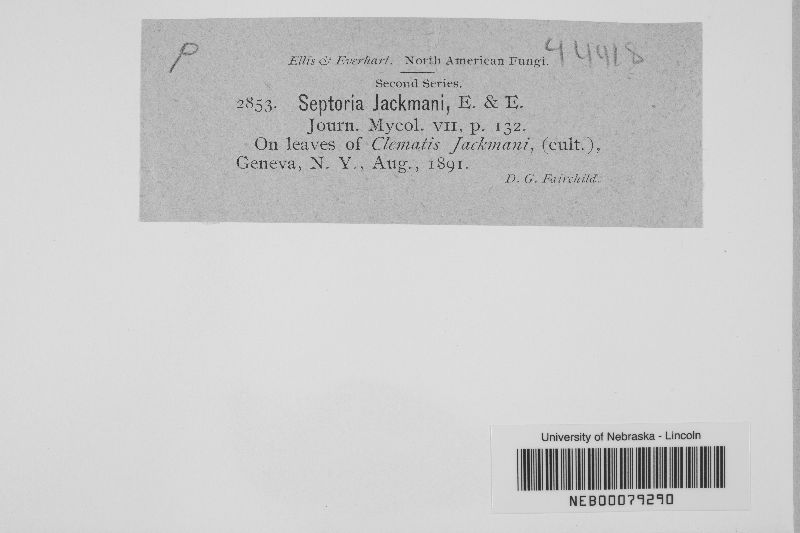 P
44918
Ellis & Everhart. North American Fungi.
Second Series.
2853. Septoria Jackmani, E. & E.
Journ. Mycol. VII, p. 132.
On leaves of Clematis Jackmani, (cult.),
Geneva, N. Y., Aug., 1891.
D. G. Fairchild.
University of Nebraska - Lincoln
NEB00079290